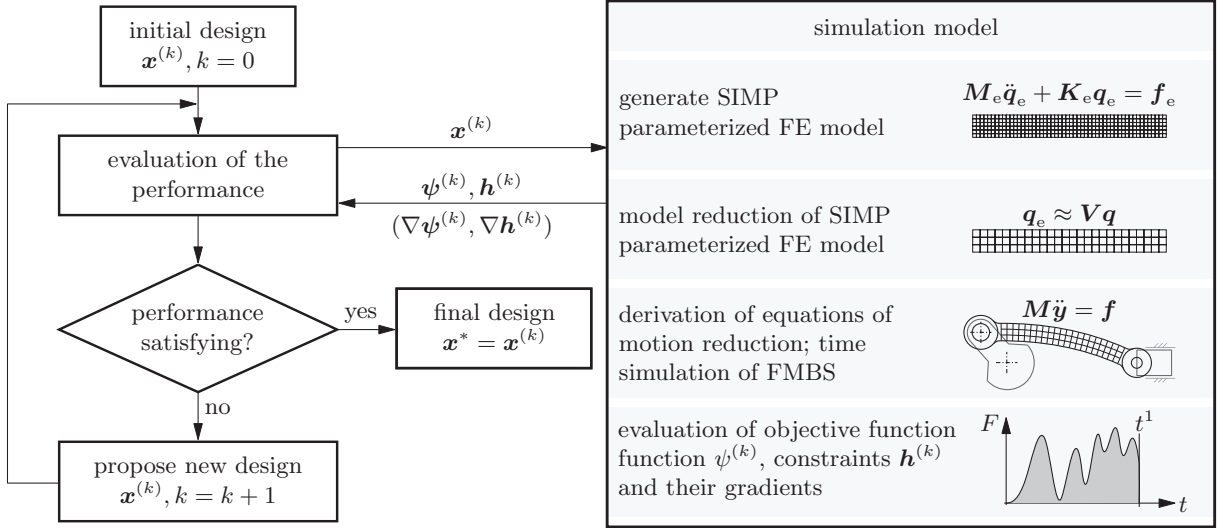 initial design
x^(k), k = 0
evaluation of the
performance
x^(k)
ψ^(k), h^(k)
(∇ψ^(k), ∇h^(k))
performance
satisfying?
yes
final design
x* = x^(k)
no
propose new design
x^(k), k = k + 1
simulation model
generate SIMP
parameterized FE model
M_e q̈_e + K_e q_e = f_e
model reduction of SIMP
parameterized FE model
q_e ≈ V q
derivation of equations of
motion reduction; time
simulation of FMBS
M ÿ = f
evaluation of objective function
function ψ^(k), constraints h^(k)
and their gradients
F
t^1
t